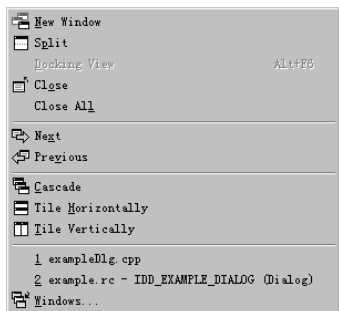 New Window
Split
Docking View Alt+F6
Close
Close All
Next
Previous
Cascade
Tile Horizontally
Tile Vertically
1 exampleDlg.cpp
2 example.rc - IDD_EXAMPLE_DIALOG (Dialog)
Windows...